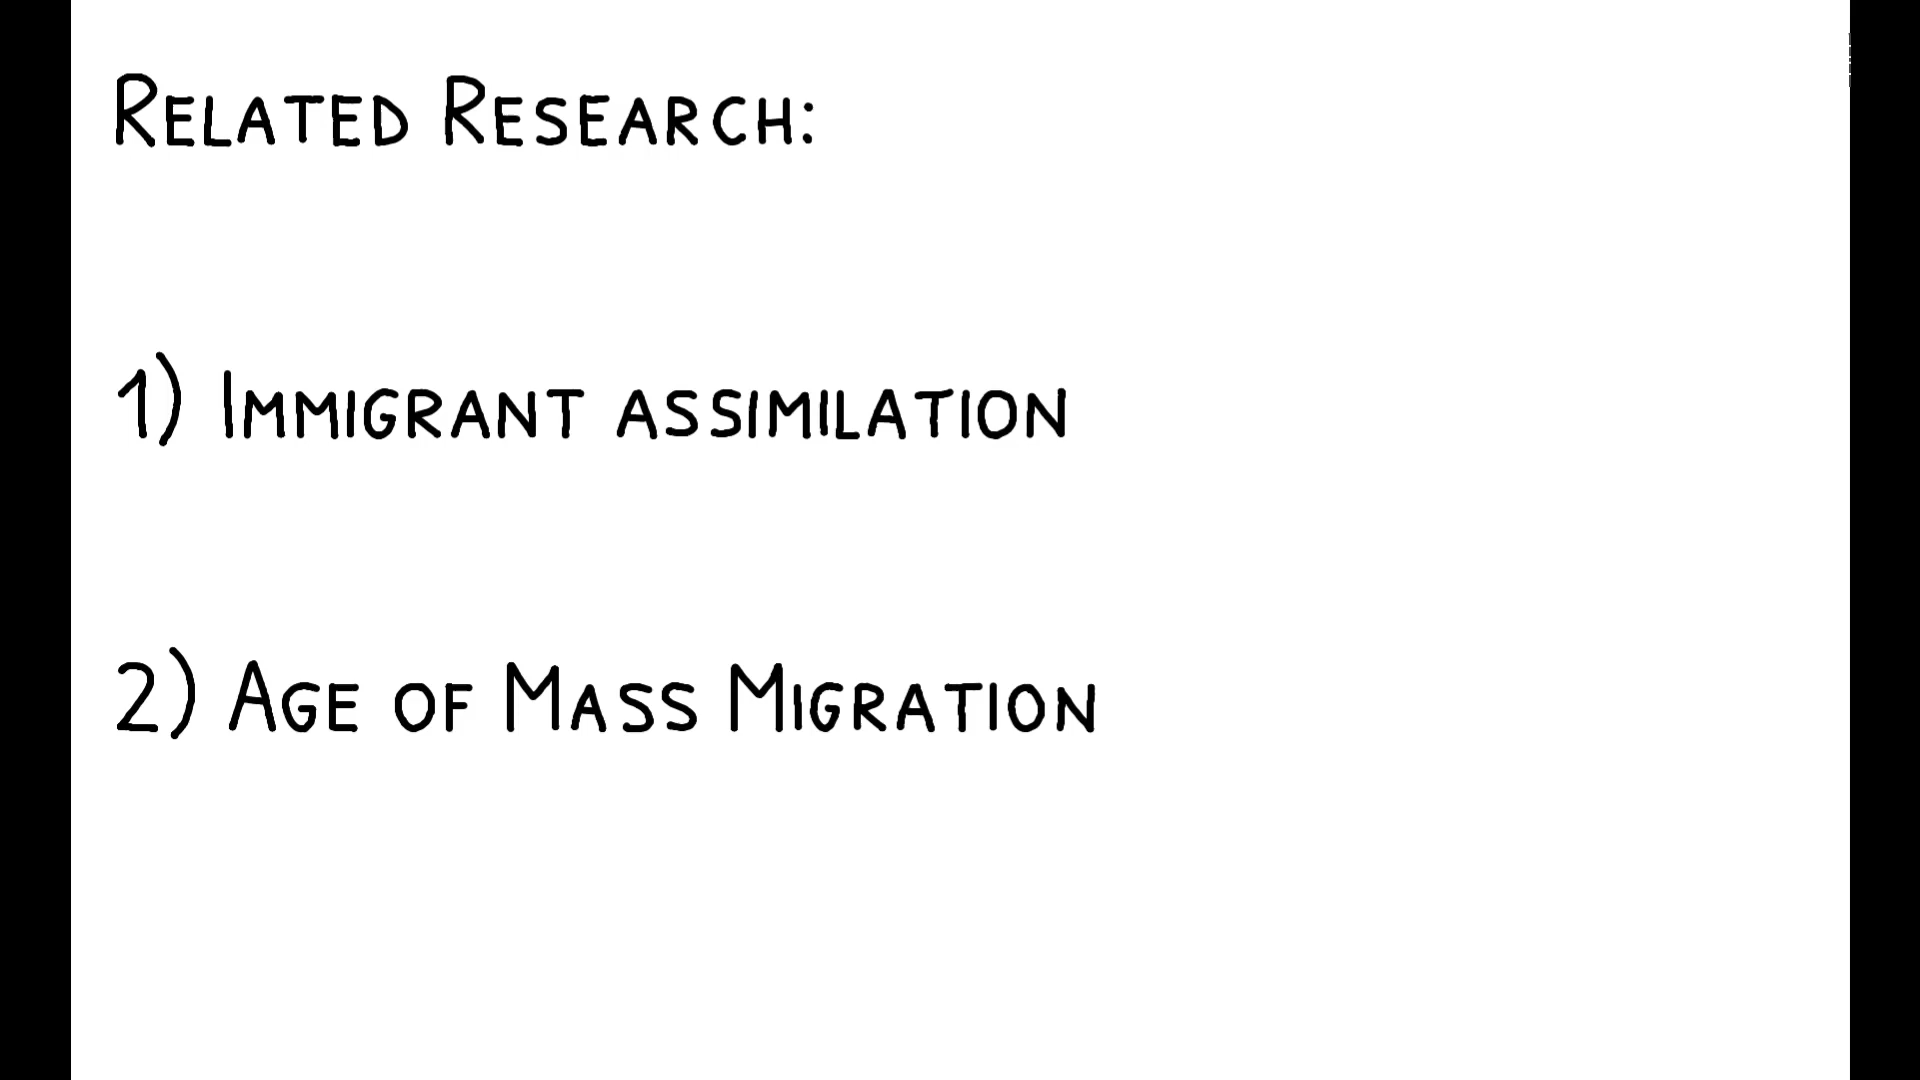 Related Research:
1) Immigrant assimilation
2) Age of Mass Migration